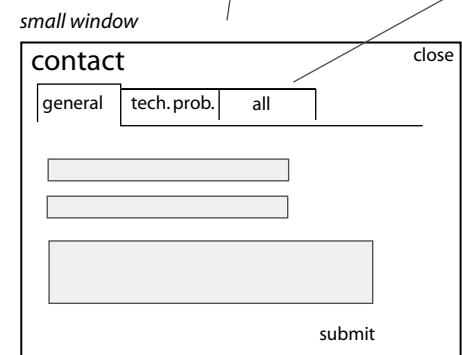 small window
contact
close
general tech. prob. all
submit